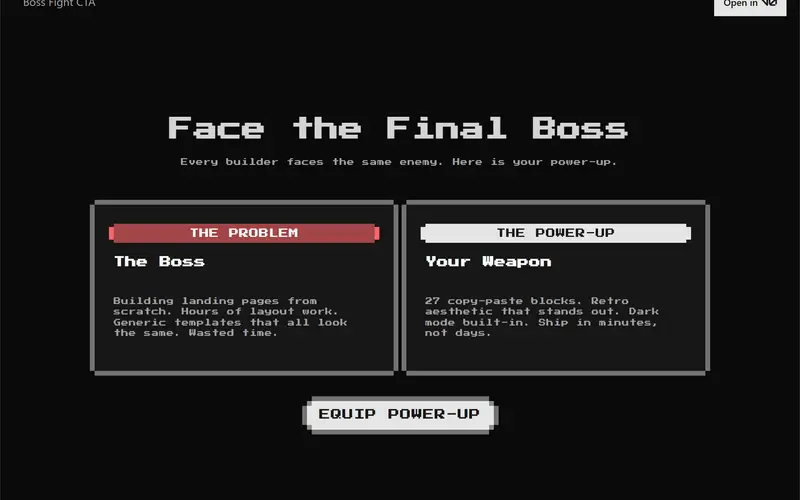 Boss Fight CTA
Open in v0
Face the Final Boss
Every builder faces the same enemy. Here is your power-up.
THE PROBLEM
The Boss
Building landing pages from
scratch. Hours of layout work.
Generic templates that all look
the same. Wasted time.
THE POWER-UP
Your Weapon
27 copy-paste blocks. Retro
aesthetic that stands out. Dark
mode built-in. Ship in minutes,
not days.
EQUIP POWER-UP